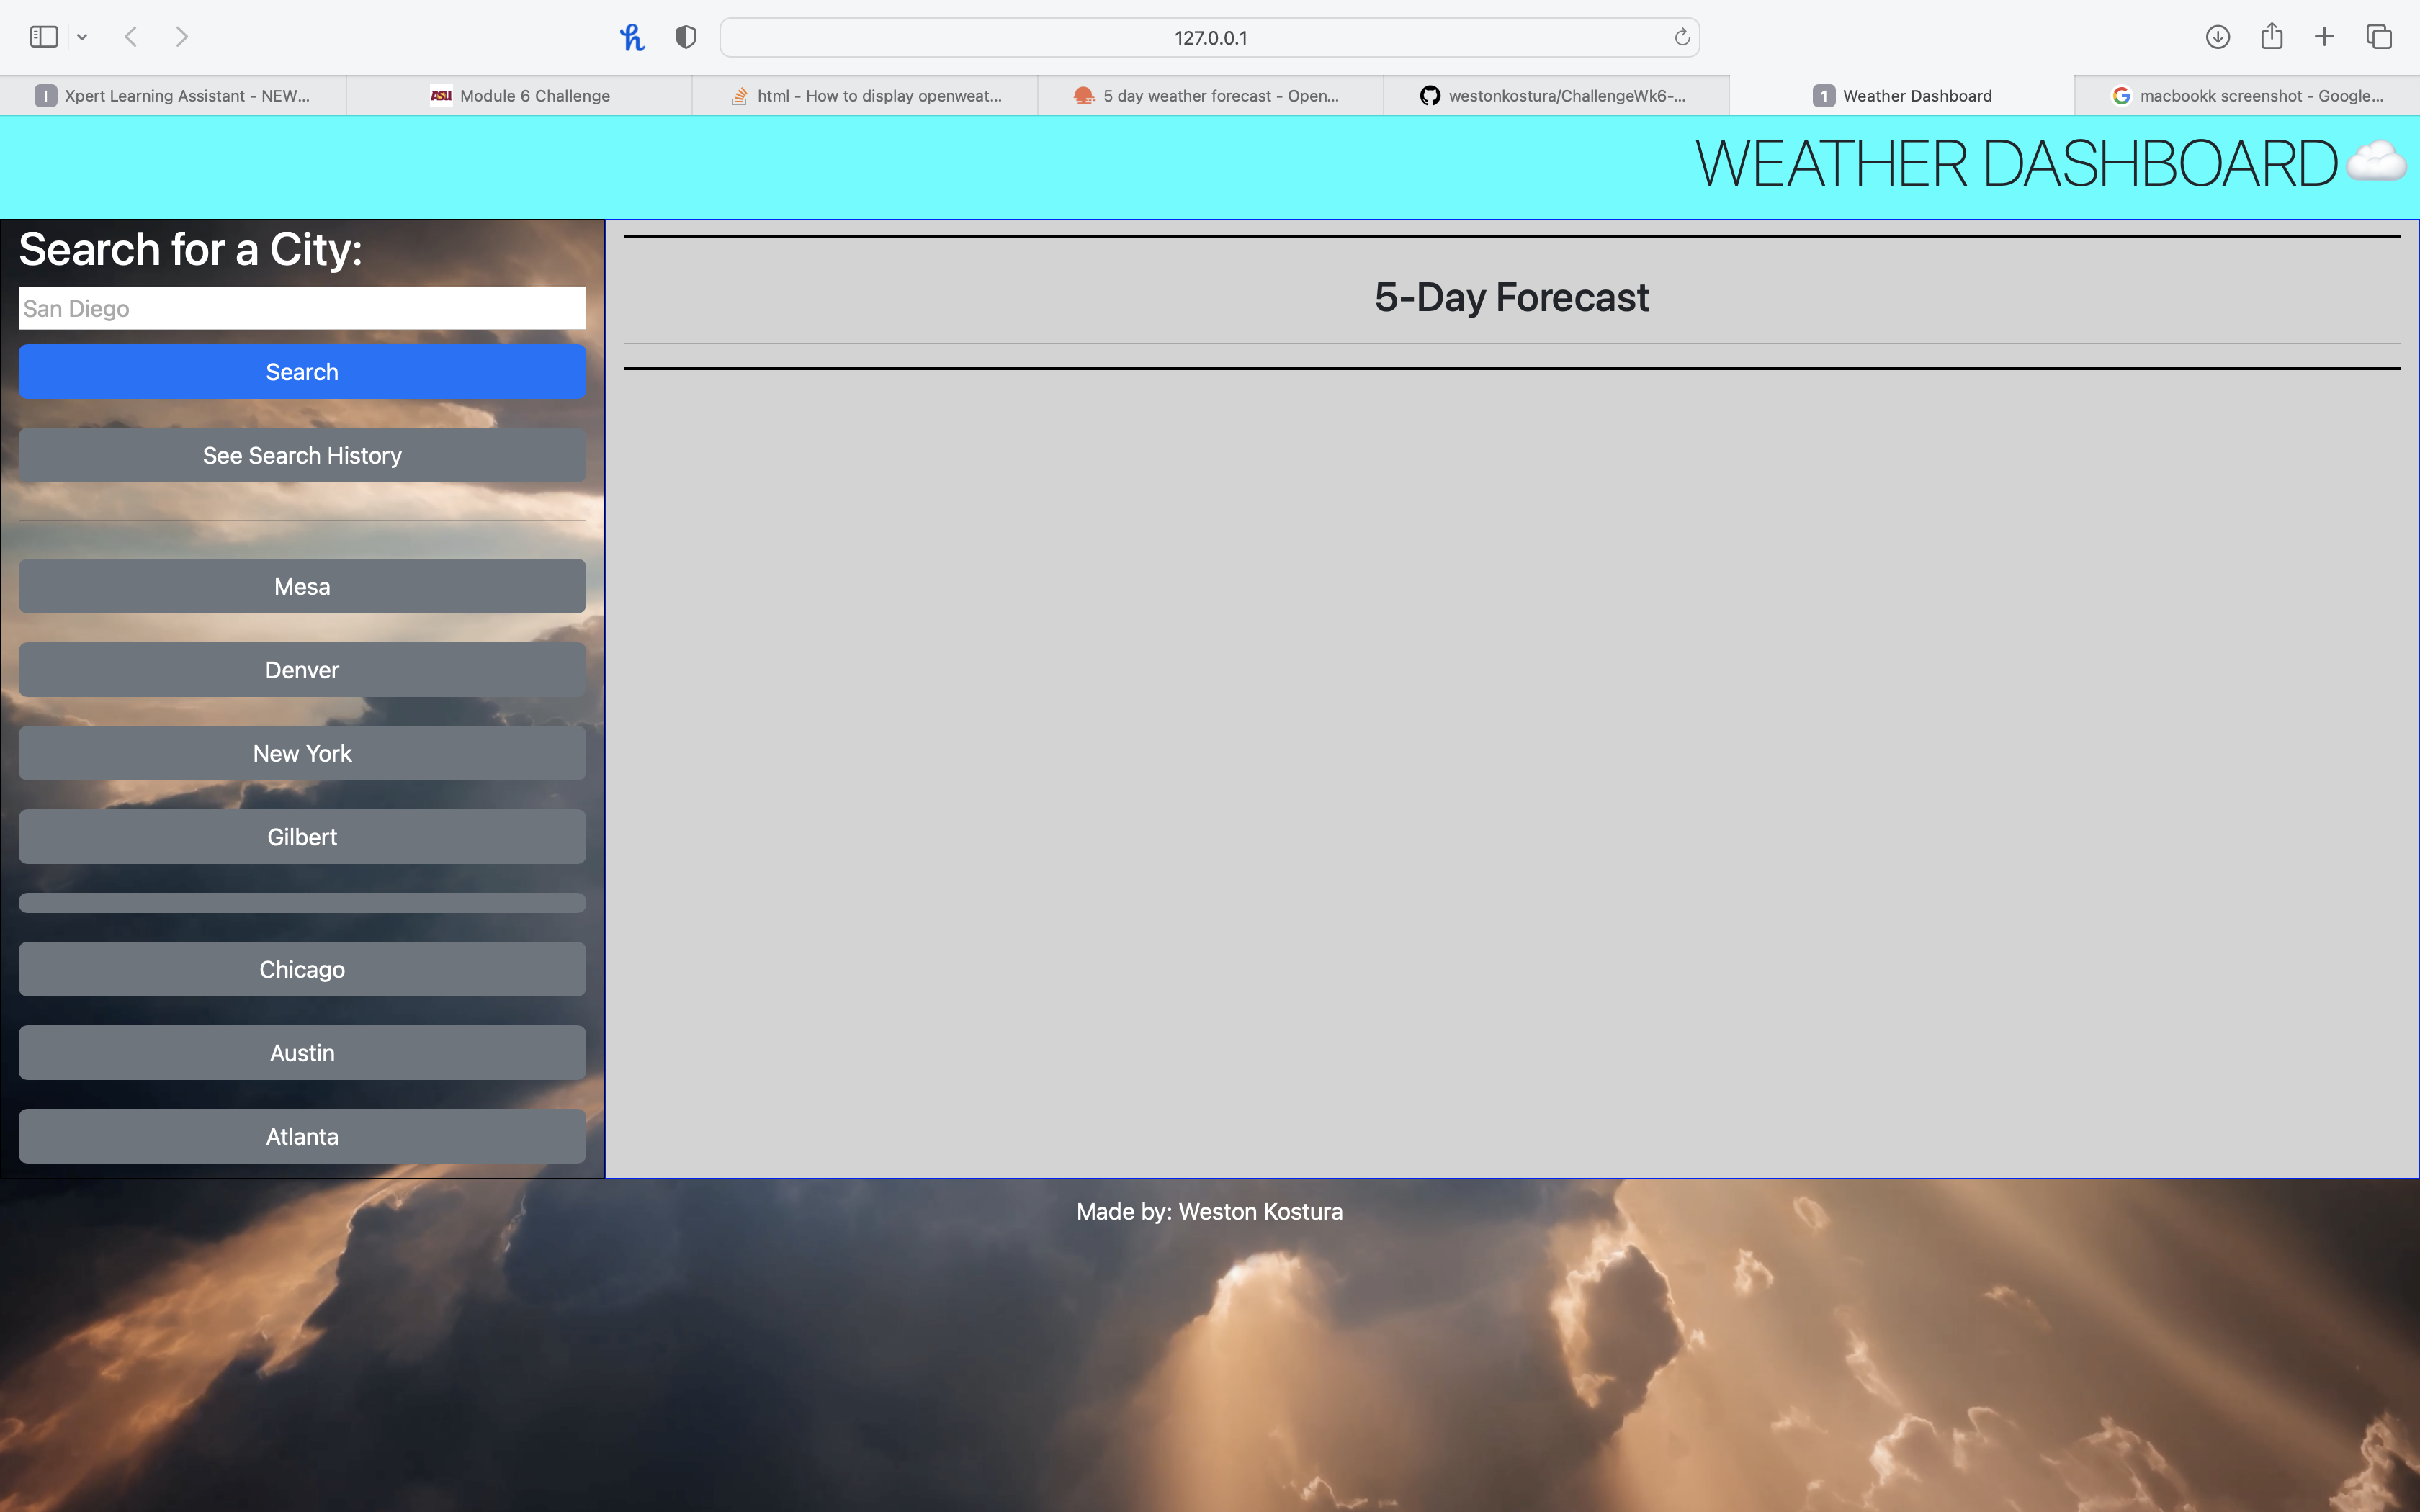 127.0.0.1
I Xpert Learning Assistant - NEW...
ASU Module 6 Challenge
html - How to display openweat...
5 day weather forecast - Open...
westonkostura/ChallengeWk6-...
1 Weather Dashboard
macbookk screenshot - Google...
WEATHER DASHBOARD☁️
Search for a City:
San Diego
Search
See Search History
Mesa
Denver
New York
Gilbert
Chicago
Austin
Atlanta
5-Day Forecast
Made by: Weston Kostura